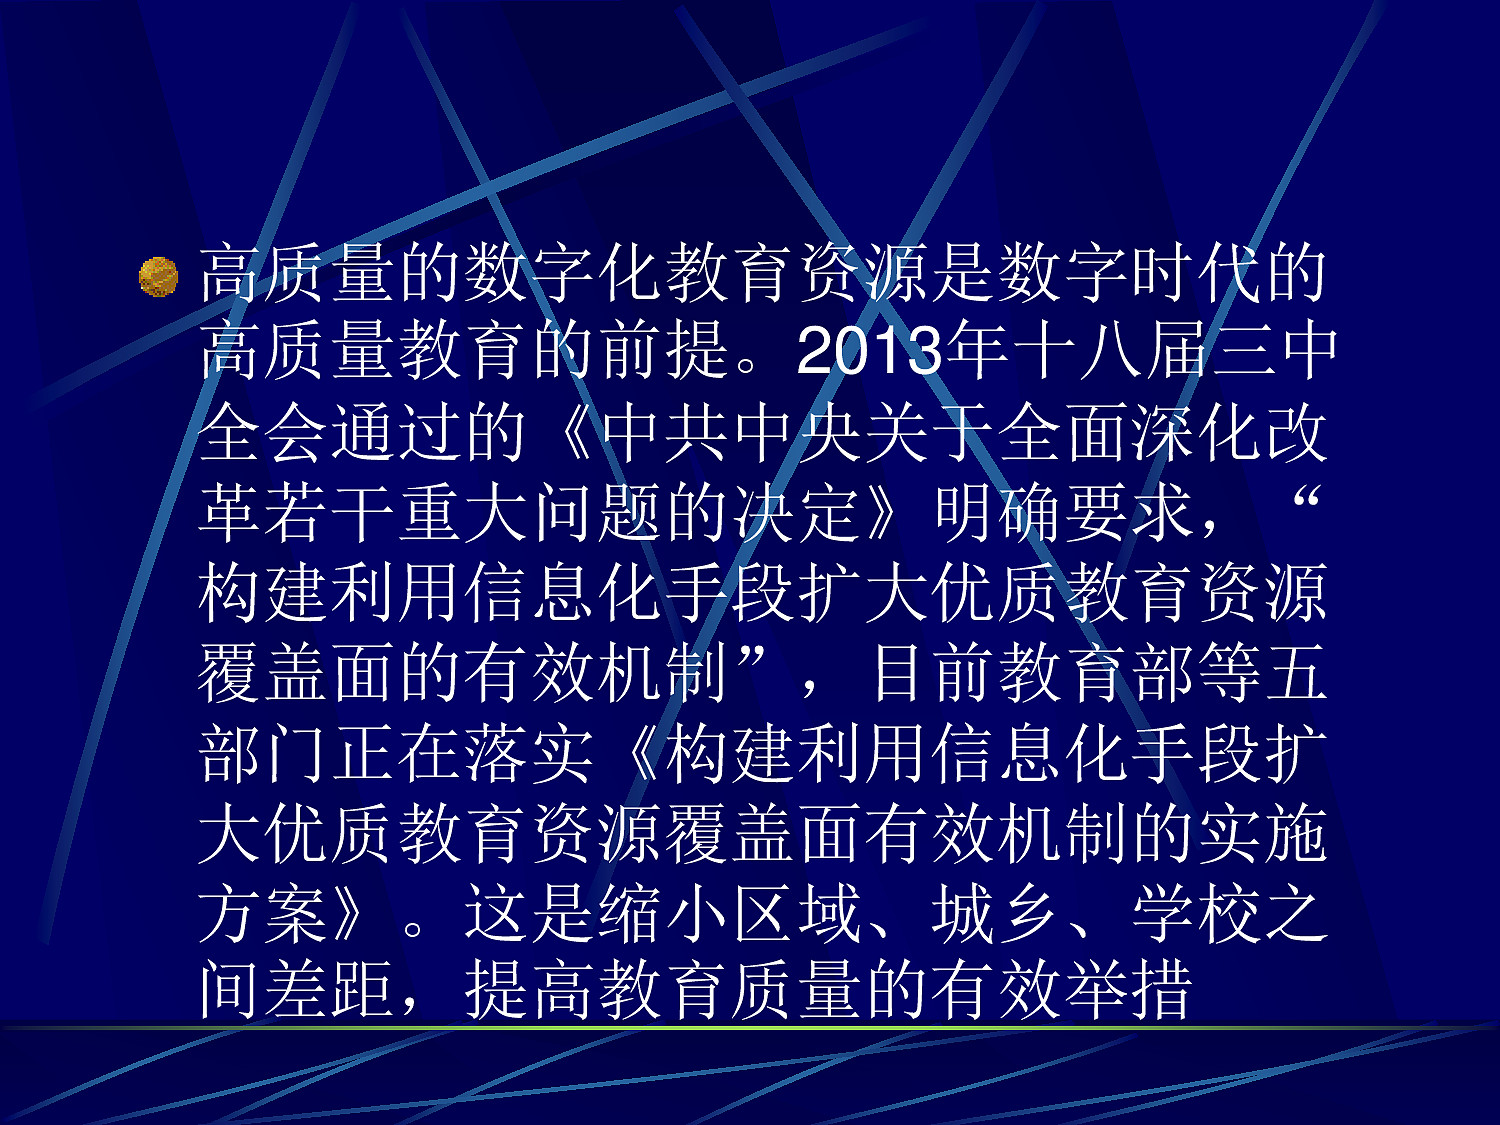 高质量的数字化教育资源是数字时代的
高质量教育的前提。2013年十八届三中
全会通过的《中共中央关于全面深化改
革若干重大问题的决定》明确要求，“
构建利用信息化手段扩大优质教育资源
覆盖面的有效机制”，目前教育部等五
部门正在落实《构建利用信息化手段扩
大优质教育资源覆盖面有效机制的实施
方案》。这是缩小区域、城乡、学校之
间差距，提高教育质量的有效举措